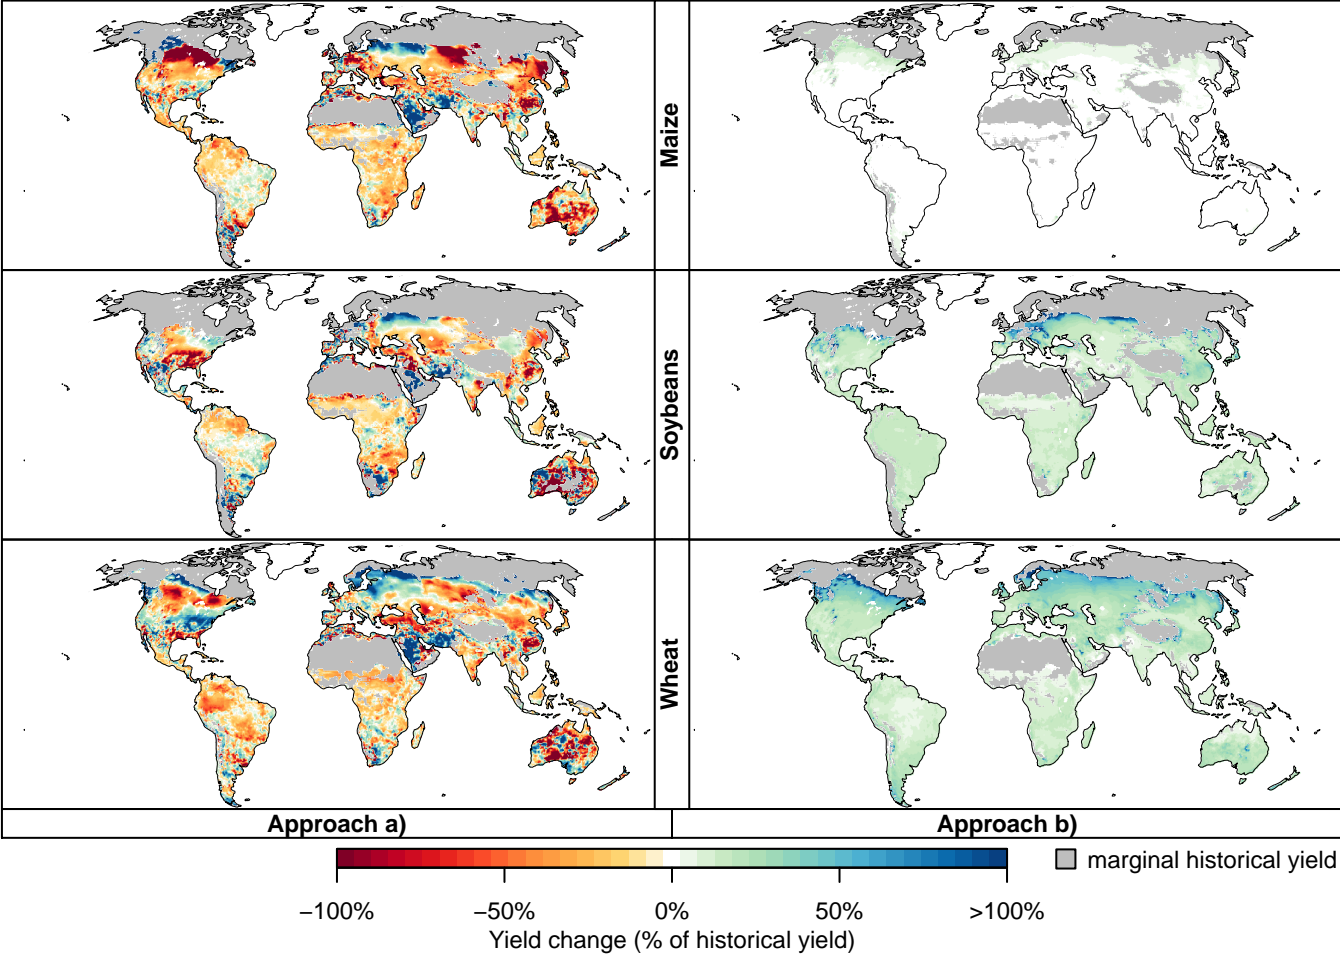 Maize
Soybeans
Wheat
Approach a)
Approach b)
marginal historical yield
−100%
−50%
0%
50%
>100%
Yield change (% of historical yield)